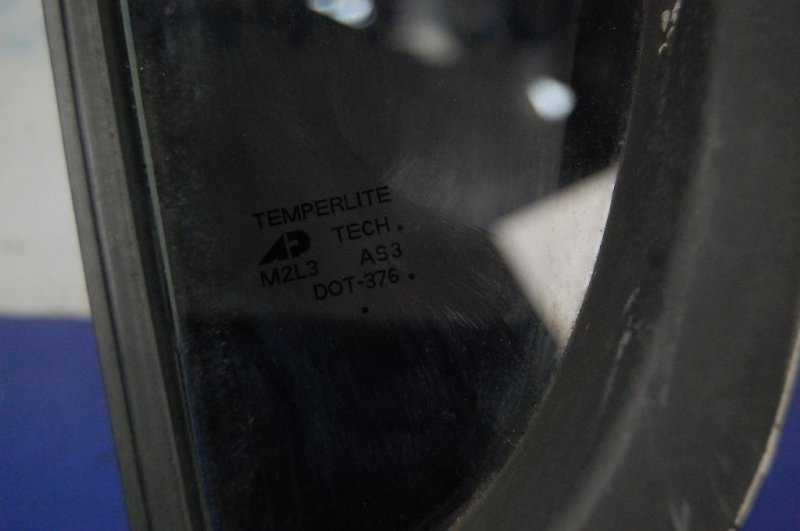 TEMPERLITE
AP TECH.
M2L3 AS3
DOT-376.